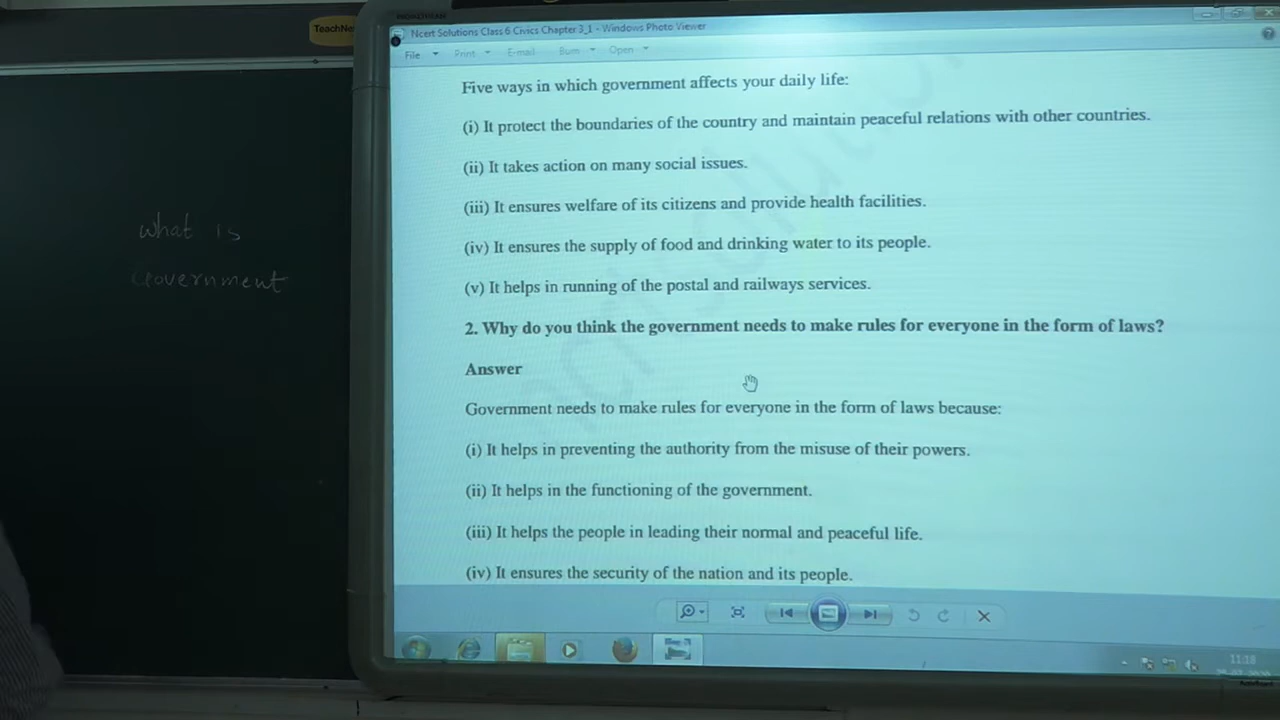 TeachNe
Ncert Solutions Class 6 Civics Chapter 3_1 - Windows Photo Viewer
File Print E-mail Burn Open
Five ways in which government affects your daily life:
(i) It protect the boundaries of the country and maintain peaceful relations with other countries.
(ii) It takes action on many social issues.
(iii) It ensures welfare of its citizens and provide health facilities.
(iv) It ensures the supply of food and drinking water to its people.
(v) It helps in running of the postal and railways services.
2. Why do you think the government needs to make rules for everyone in the form of laws?
Answer
Government needs to make rules for everyone in the form of laws because:
(i) It helps in preventing the authority from the misuse of their powers.
(ii) It helps in the functioning of the government.
(iii) It helps the people in leading their normal and peaceful life.
(iv) It ensures the security of the nation and its people.
11:18
what is
Government